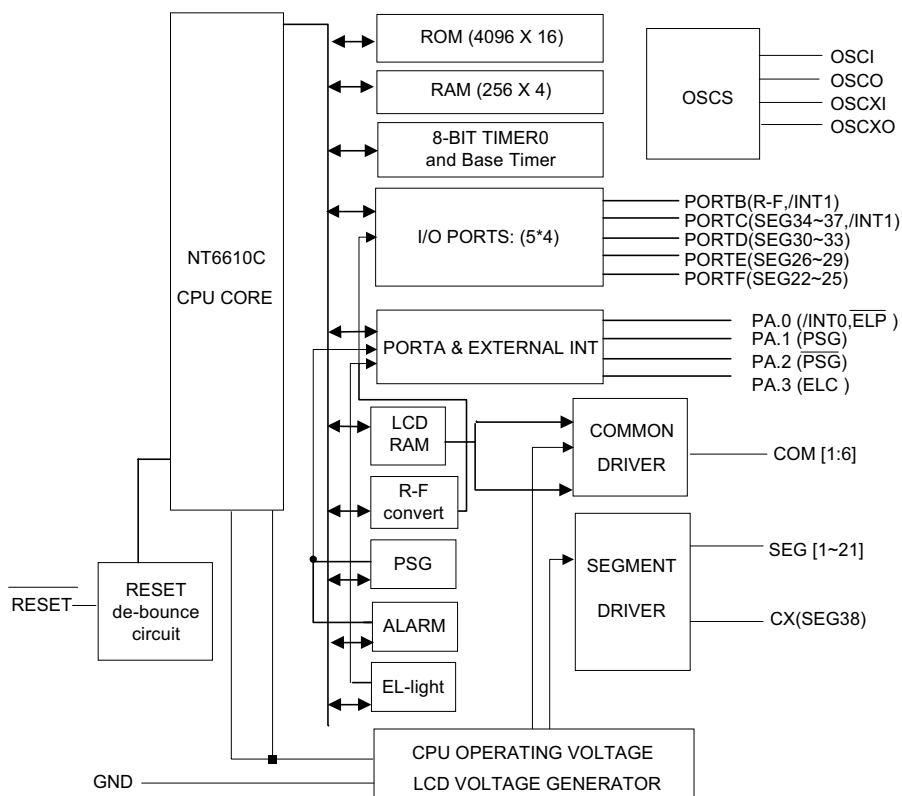 ROM (4096 X 16)
RAM (256 X 4)
8-BIT TIMER0
and Base Timer
OSCS
OSCI
OSCO
OSCXI
OSCXO
I/O PORTS: (5*4)
PORTB(R-F,/INT1)
PORTC(SEG34~37,/INT1)
PORTD(SEG30~33)
PORTE(SEG26~29)
PORTF(SEG22~25)
NT6610C
CPU CORE
PORTA & EXTERNAL INT
PA.0 (/INT0,E̅L̅P̅ )
PA.1 (PSG)
PA.2 (P̅S̅G̅)
PA.3 (ELC )
LCD
RAM
COMMON
DRIVER
COM [1:6]
R-F
convert
PSG
SEGMENT
DRIVER
SEG [1~21]
CX(SEG38)
R̅E̅S̅E̅T̅
RESET
de-bounce
circuit
ALARM
EL-light
CPU OPERATING VOLTAGE
LCD VOLTAGE GENERATOR
GND